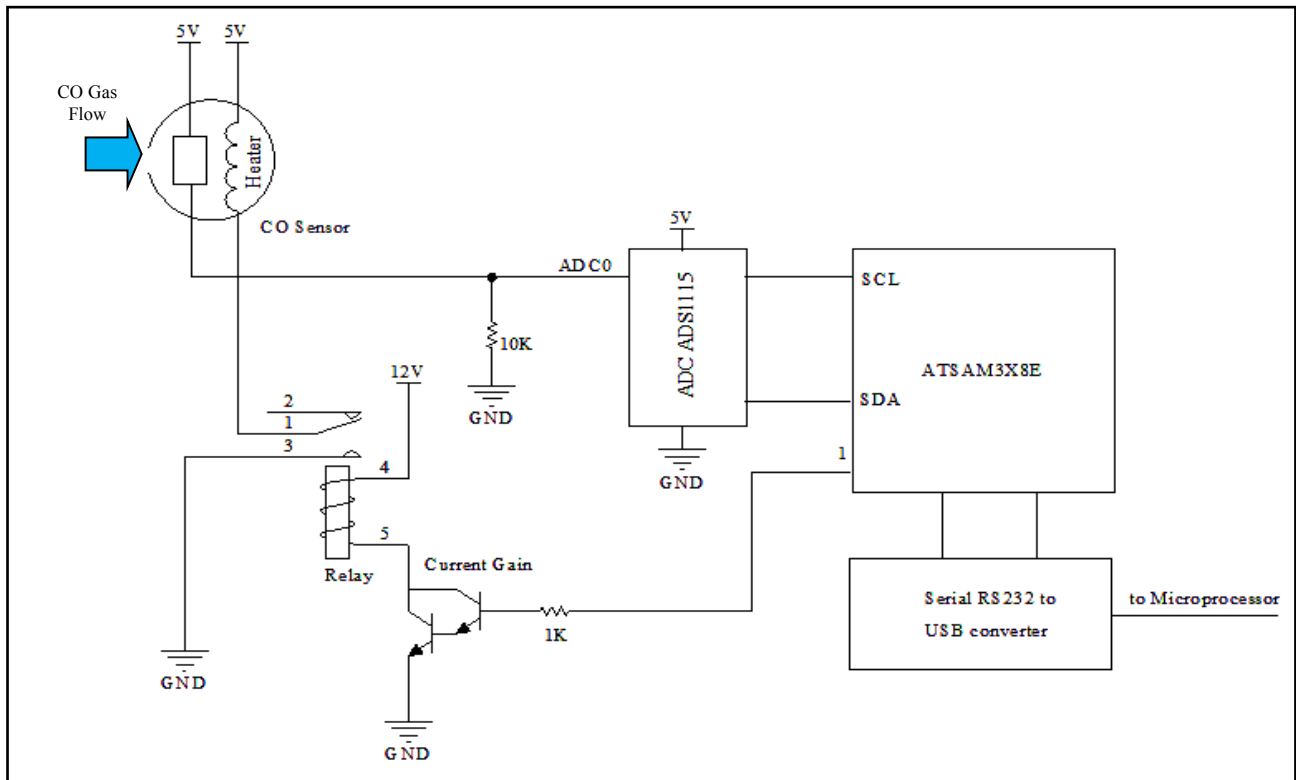 5V
5V
CO Gas
Flow
Heater
CO Sensor
5V
ADC0
ADC ADS1115
SCL
10K
ATSAM3X8E
12V
SDA
GND
2
1
3
1
4
GND
5
Current Gain
Relay
Serial RS232 to
USB converter
to Microprocessor
1K
GND
GND